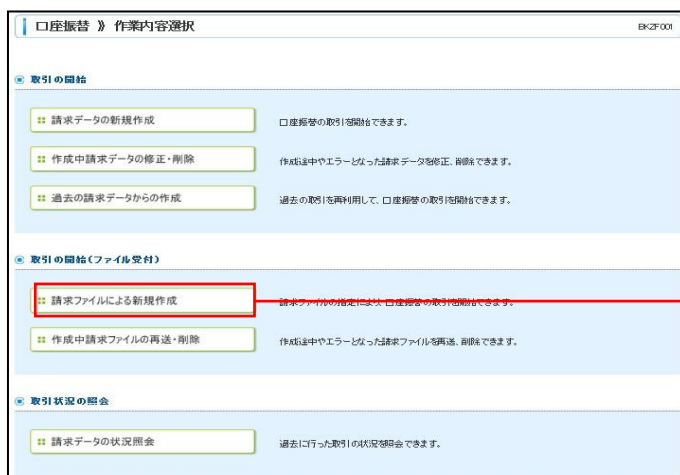 口座振替 》 作業内容選択
BKZF001
取引の開始
請求データの新規作成
口座振替の取引を開始できます。
作成中請求データの修正・削除
作成途中やエラーとなった請求データを修正、削除できます。
過去の請求データからの作成
過去の取引を再利用して、口座振替の取引を開始できます。
取引の開始(ファイル受付)
請求ファイルによる新規作成
請求ファイルの指定により口座振替の取引を開始できます。
作成中請求ファイルの再送・削除
作成途中やエラーとなった請求ファイルを再送、削除できます。
取引状況の照会
請求データの状況照会
過去に行った取引の状況を照会できます。